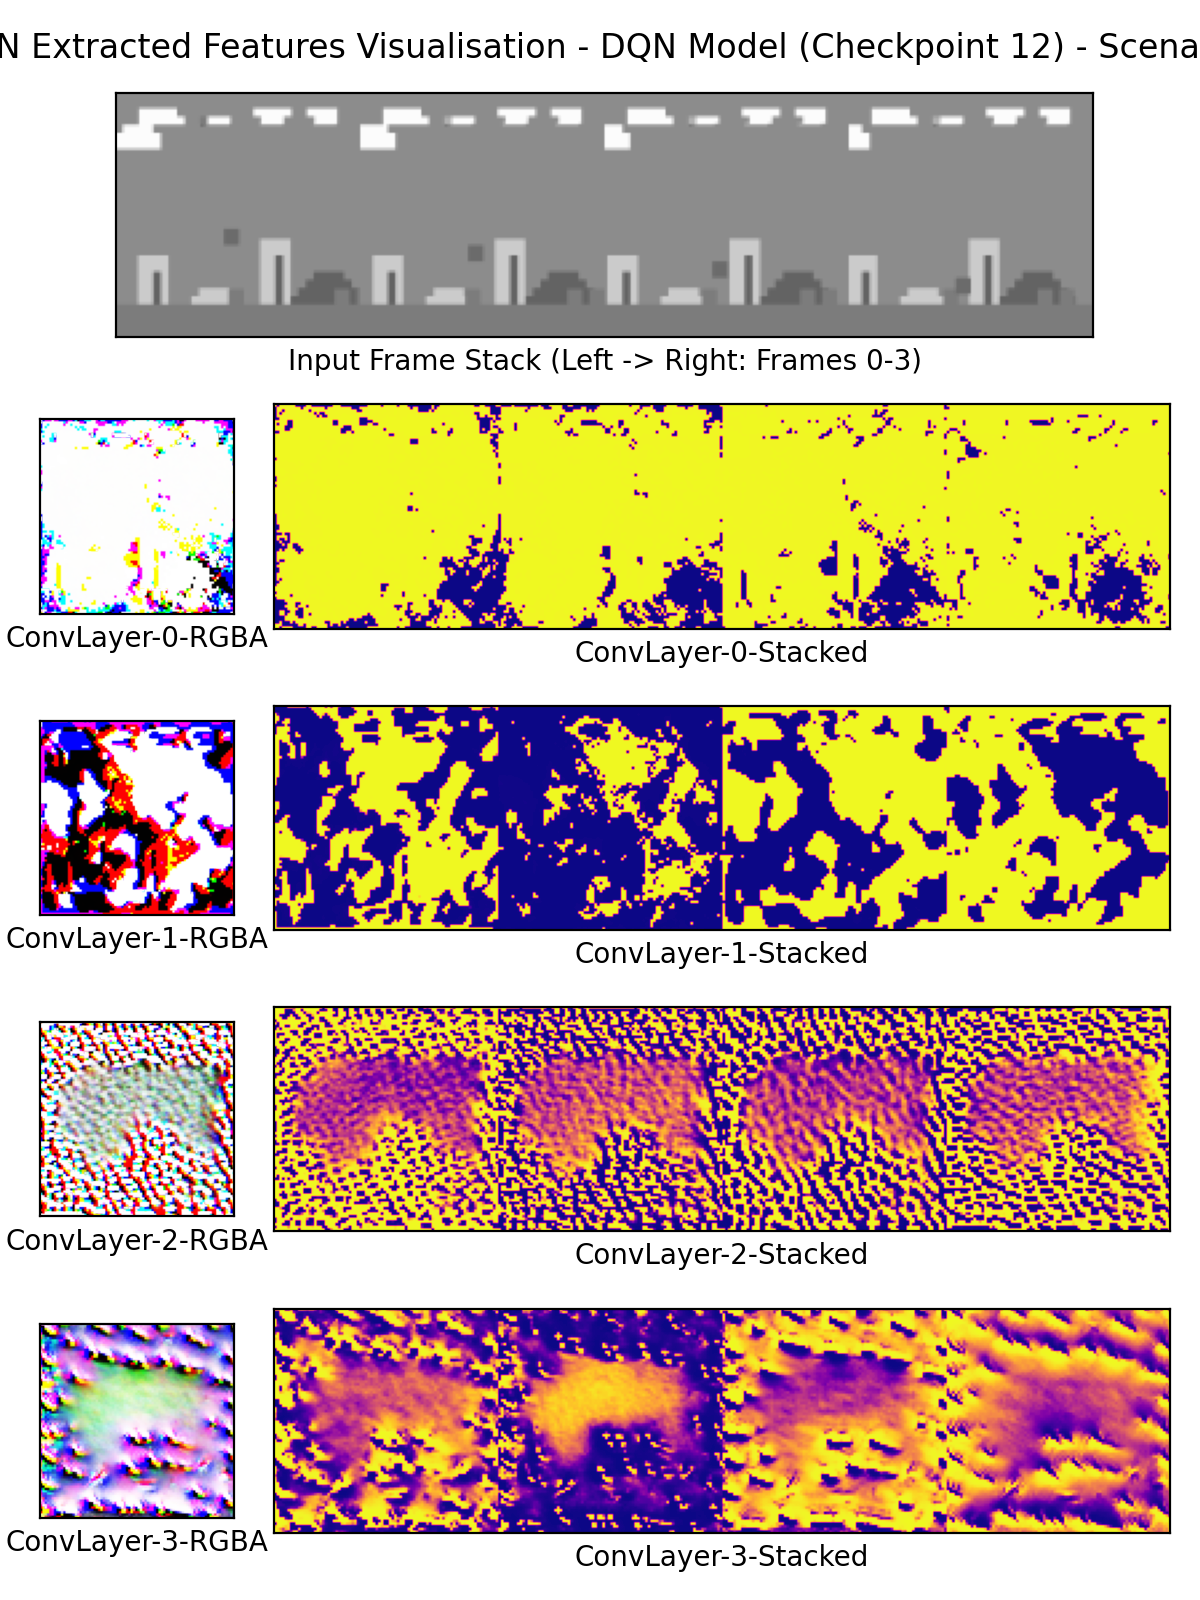 N Extracted Features Visualisation - DQN Model (Checkpoint 12) - Scena
Input Frame Stack (Left -> Right: Frames 0-3)
ConvLayer-0-RGBA
ConvLayer-0-Stacked
ConvLayer-1-RGBA
ConvLayer-1-Stacked
ConvLayer-2-RGBA
ConvLayer-2-Stacked
ConvLayer-3-RGBA
ConvLayer-3-Stacked